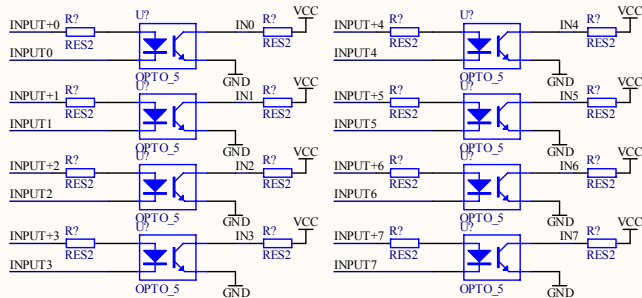 U? VCC U? VCC
INPUT+0 R? IN0 R? INPUT+4 R? IN4 R?
RES2 RES2 RES2 RES2
INPUT0 INPUT4
OPTO_5 GND OPTO_5 GND
U? VCC U? VCC
INPUT+1 R? IN1 R? INPUT+5 R? IN5 R?
RES2 RES2 RES2 RES2
INPUT1 INPUT5
OPTO_5 GND OPTO_5 GND
U? VCC U? VCC
INPUT+2 R? IN2 R? INPUT+6 R? IN6 R?
RES2 RES2 RES2 RES2
INPUT2 INPUT6
OPTO_5 GND OPTO_5 GND
U? VCC U? VCC
INPUT+3 R? IN3 R? INPUT+7 R? IN7 R?
RES2 RES2 RES2 RES2
INPUT3 INPUT7
OPTO_5 GND OPTO_5 GND